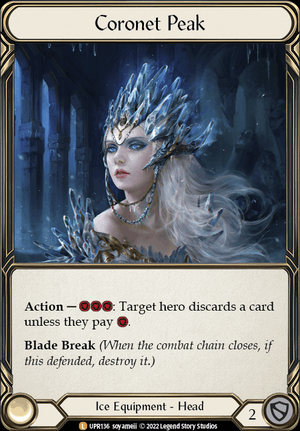 Coronet Peak
Action — : Target hero discards a card
unless they pay .
Blade Break (When the combat chain closes, if
this defended, destroy it.)
Ice Equipment - Head
2
L UPR136 soyameii © 2022 Legend Story Studios